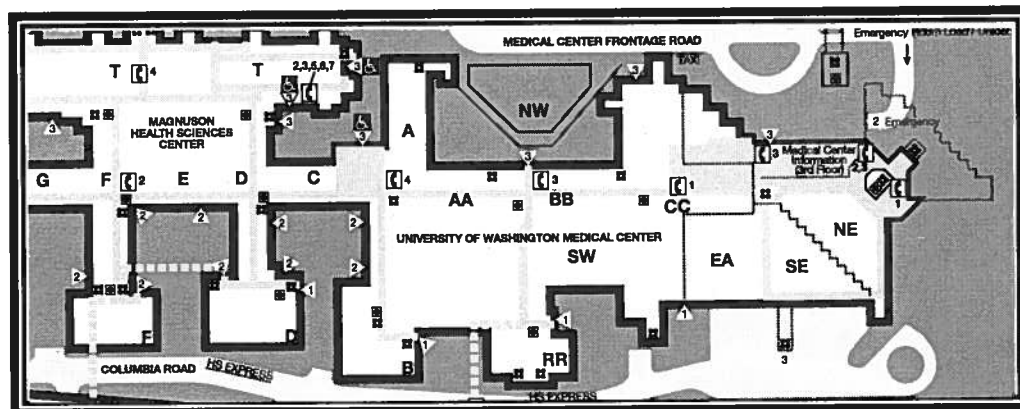 MEDICAL CENTER FRONTAGE ROAD
TAXI
Emergency
T
4
T
2,3,5,6,7
3
3
3
3
NW
3
3
A
MAGNUSON
HEALTH SCIENCES
CENTER
2 Emergency
3
3
Medical Center
Information
(3rd Floor)
2,3
G
F
2
E
D
C
4
AA
3
BB
1
CC
1
2
2
2
2
2
2
2
2
UNIVERSITY OF WASHINGTON MEDICAL CENTER
SW
EA
SE
NE
1
1
1
1
F
D
B
RR
3
COLUMBIA ROAD
HS EXPRESS
HS EXPRESS